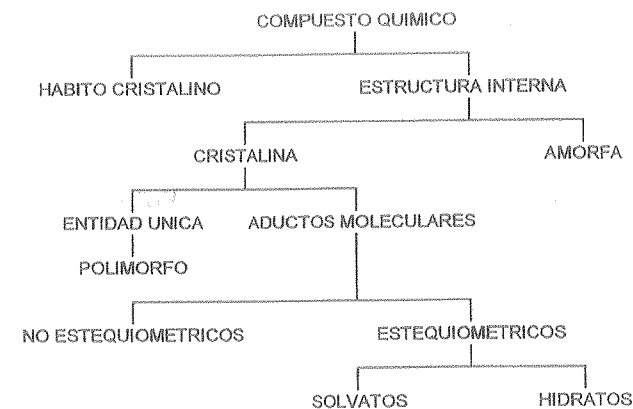 COMPUESTO QUIMICO
HABITO CRISTALINO
ESTRUCTURA INTERNA
CRISTALINA
AMORFA
ENTIDAD UNICA
ADUCTOS MOLECULARES
POLIMORFO
NO ESTEQUIOMETRICOS
ESTEQUIOMETRICOS
SOLVATOS
HIDRATOS